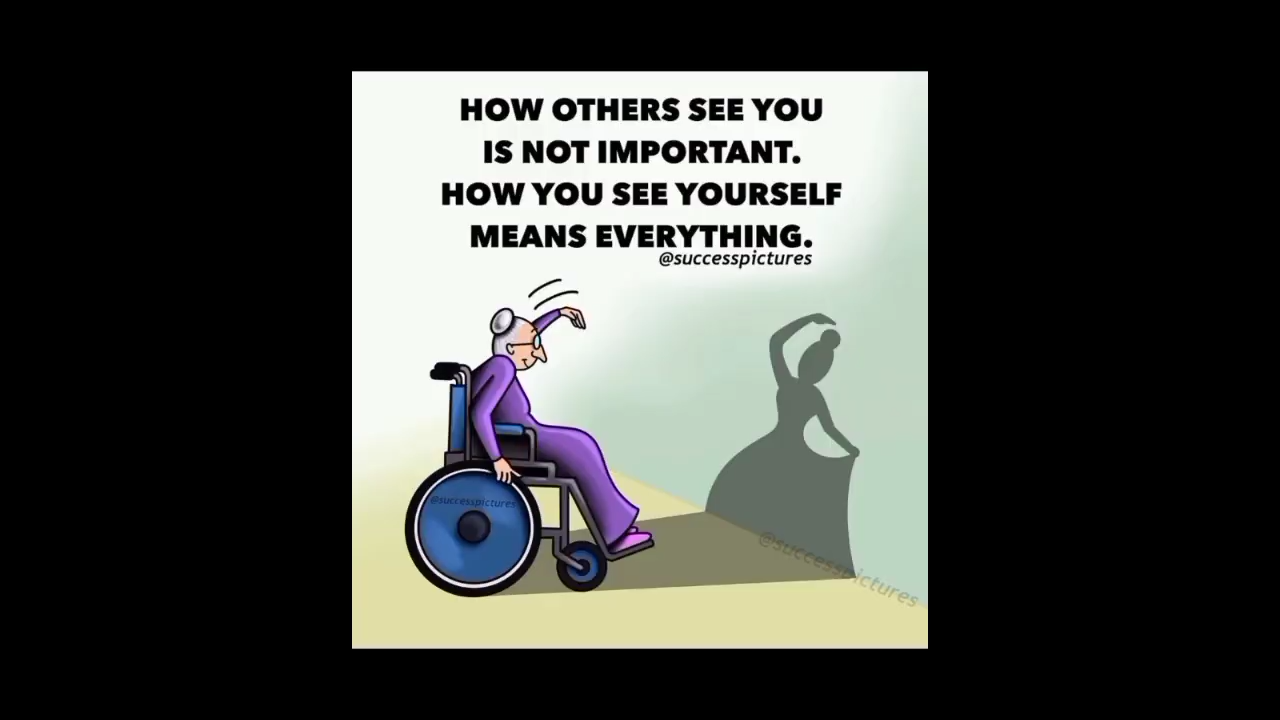 HOW OTHERS SEE YOU
IS NOT IMPORTANT.
HOW YOU SEE YOURSELF
MEANS EVERYTHING.
@successpictures
@successpictures
@successpictures